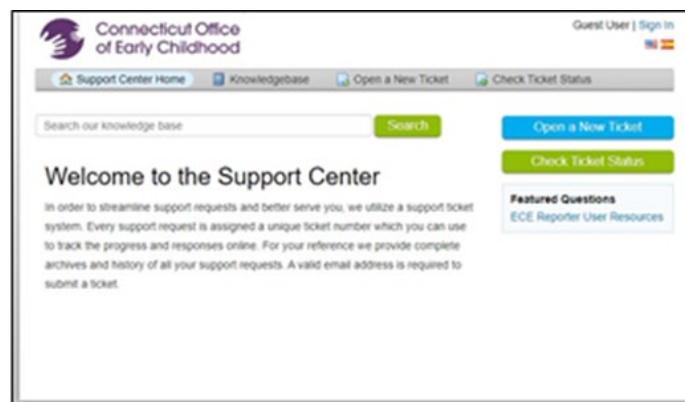 Connecticut Office
of Early Childhood
Guest User | Sign In
Support Center Home
Knowledgebase
Open a New Ticket
Check Ticket Status
Search our knowledge base
Search
Open a New Ticket
Check Ticket Status
Welcome to the Support Center
In order to streamline support requests and better serve you, we utilize a support ticket
system. Every support request is assigned a unique ticket number which you can use
to track the progress and responses online. For your reference we provide complete
archives and history of all your support requests. A valid email address is required to
submit a ticket.
Featured Questions
ECE Reporter User Resources